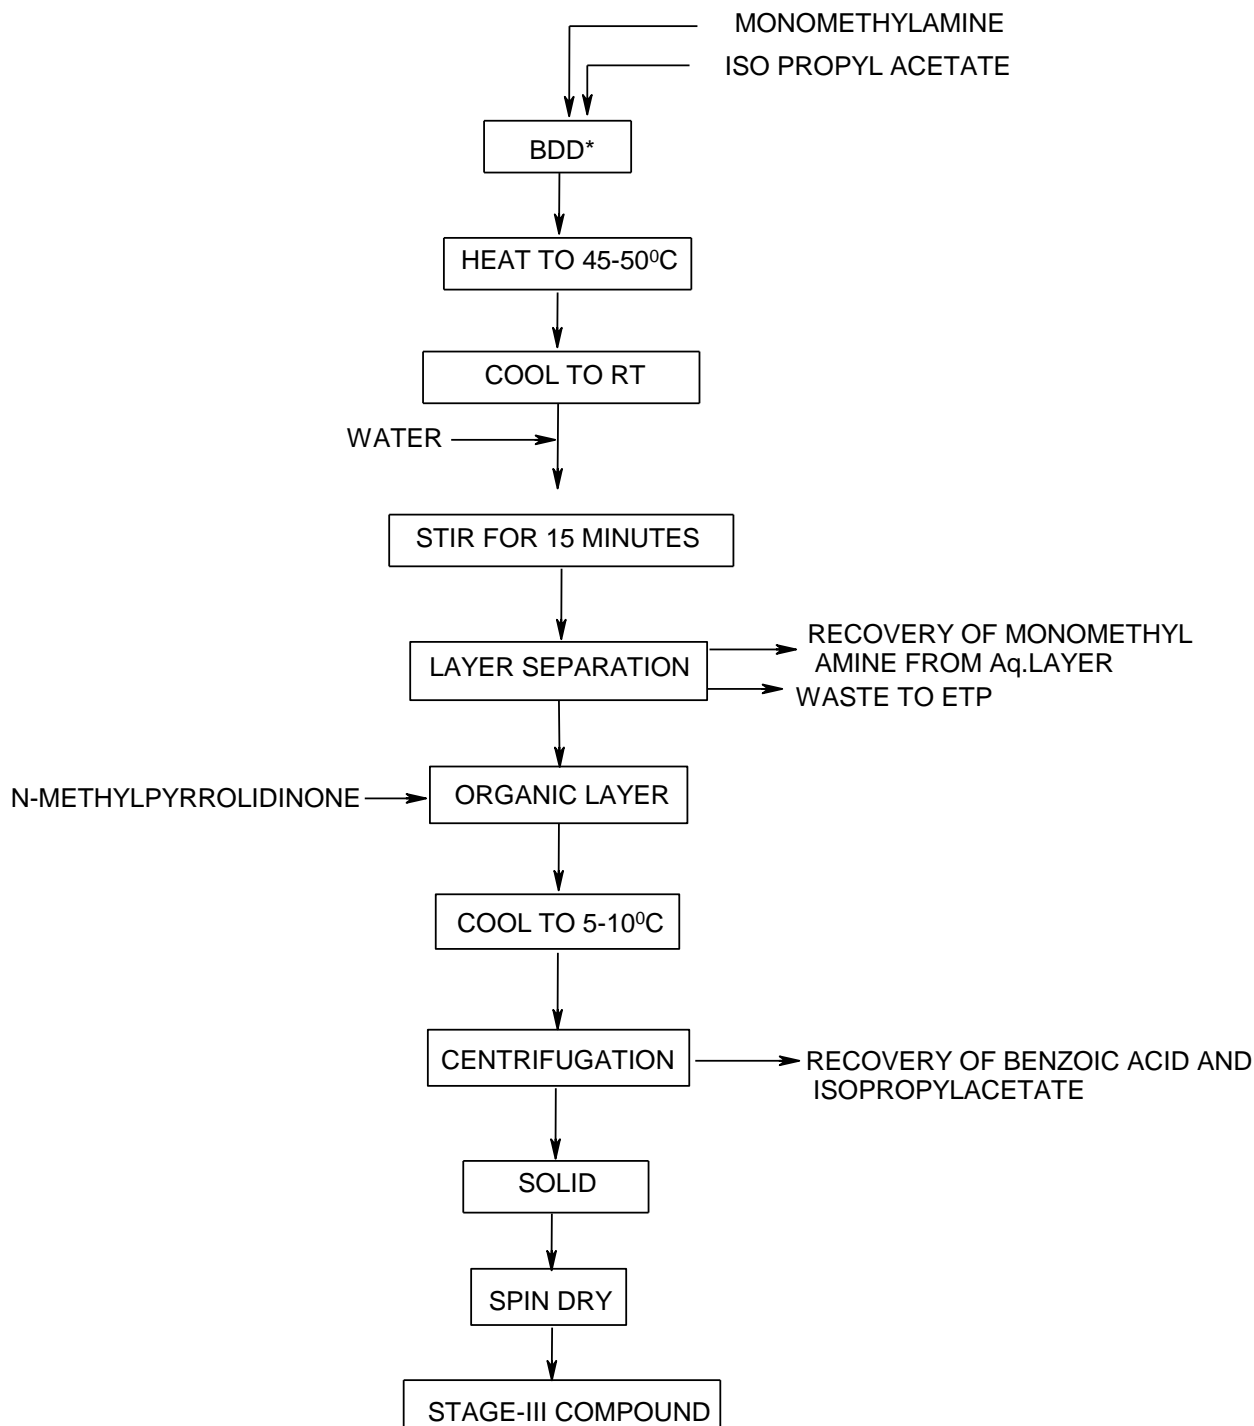 MONOMETHYLAMINE
ISO PROPYL ACETATE
BDD*
HEAT TO 45-50⁰C
COOL TO RT
WATER
STIR FOR 15 MINUTES
RECOVERY OF MONOMETHYL
AMINE FROM Aq.LAYER
LAYER SEPARATION
WASTE TO ETP
N-METHYLPYRROLIDINONE
ORGANIC LAYER
COOL TO 5-10⁰C
CENTRIFUGATION
RECOVERY OF BENZOIC ACID AND
ISOPROPYLACETATE
SOLID
SPIN DRY
STAGE-III COMPOUND